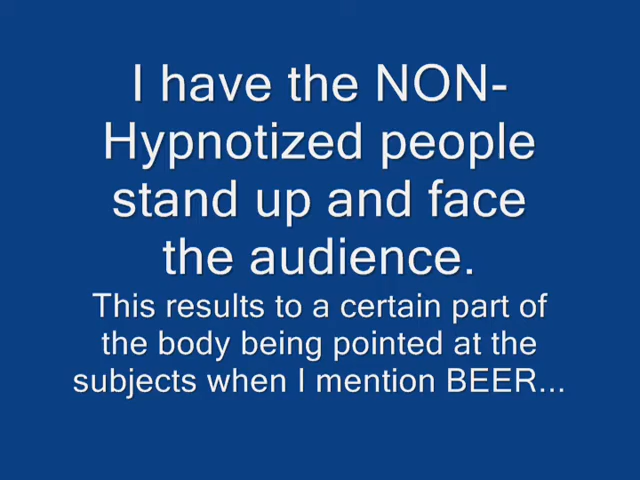 I have the NON-
Hypnotized people
stand up and face
the audience.
This results to a certain part of
the body being pointed at the
subjects when I mention BEER...